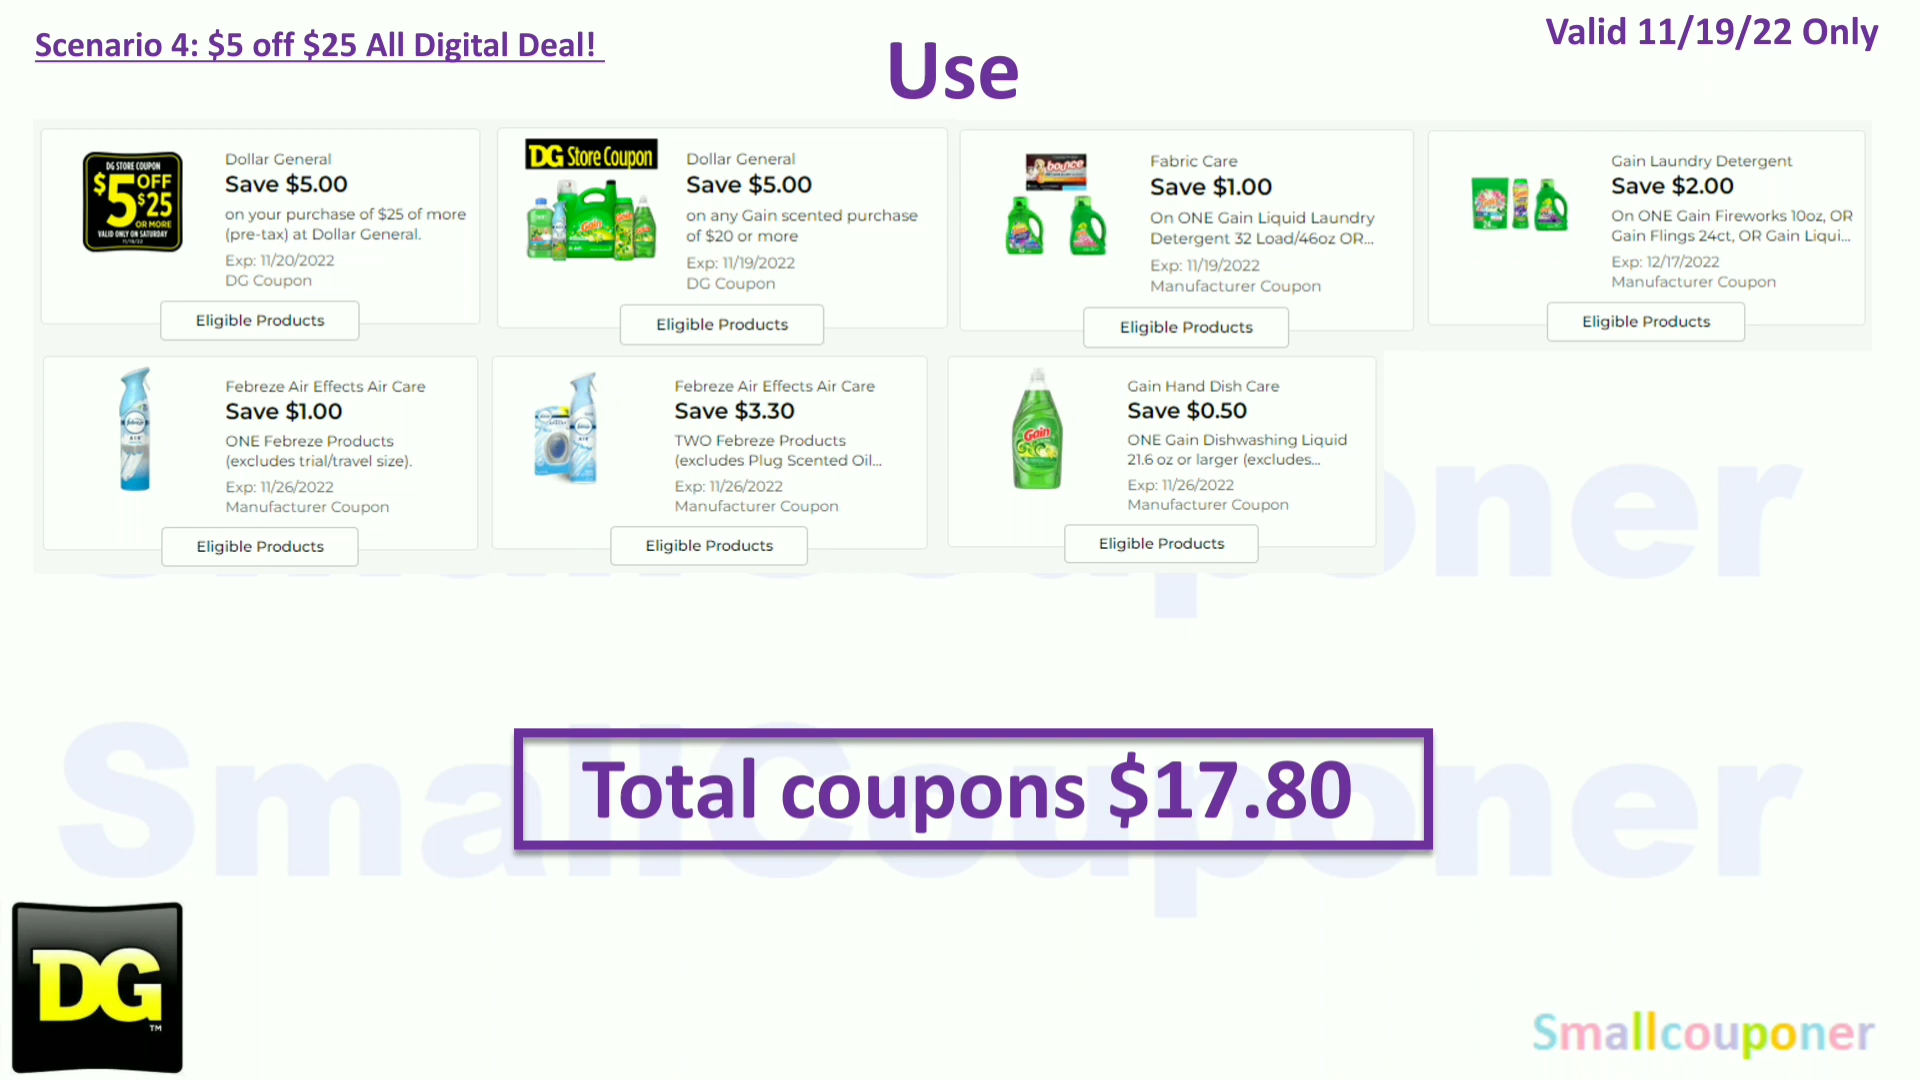 Scenario 4: $5 off $25 All Digital Deal!
Use
Valid 11/19/22 Only
DG STORE COUPON
$5 OFF
$25
OR MORE
VALID ONLY ON SATURDAY
11/19/22
Dollar General
Save $5.00
on your purchase of $25 of more
(pre-tax) at Dollar General.
Exp: 11/20/2022
DG Coupon
Eligible Products
DG Store Coupon
Gain
Dollar General
Save $5.00
on any Gain scented purchase
of $20 or more
Exp: 11/19/2022
DG Coupon
Eligible Products
bounce
Fabric Care
Save $1.00
On ONE Gain Liquid Laundry
Detergent 32 Load/46oz OR...
Exp: 11/19/2022
Manufacturer Coupon
Eligible Products
Gain Laundry Detergent
Save $2.00
On ONE Gain Fireworks 10oz, OR
Gain Flings 24ct, OR Gain Liqui...
Exp: 12/17/2022
Manufacturer Coupon
Eligible Products
febreze
AIR
Febreze Air Effects Air Care
Save $1.00
ONE Febreze Products
(excludes trial/travel size).
Exp: 11/26/2022
Manufacturer Coupon
Eligible Products
Febreze Air Effects Air Care
Save $3.30
TWO Febreze Products
(excludes Plug Scented Oil...
Exp: 11/26/2022
Manufacturer Coupon
Eligible Products
Gain
Gain Hand Dish Care
Save $0.50
ONE Gain Dishwashing Liquid
21.6 oz or larger (excludes...
Exp: 11/26/2022
Manufacturer Coupon
Eligible Products
SmallCouponer
Total coupons $17.80
DG
TM
Smallcouponer